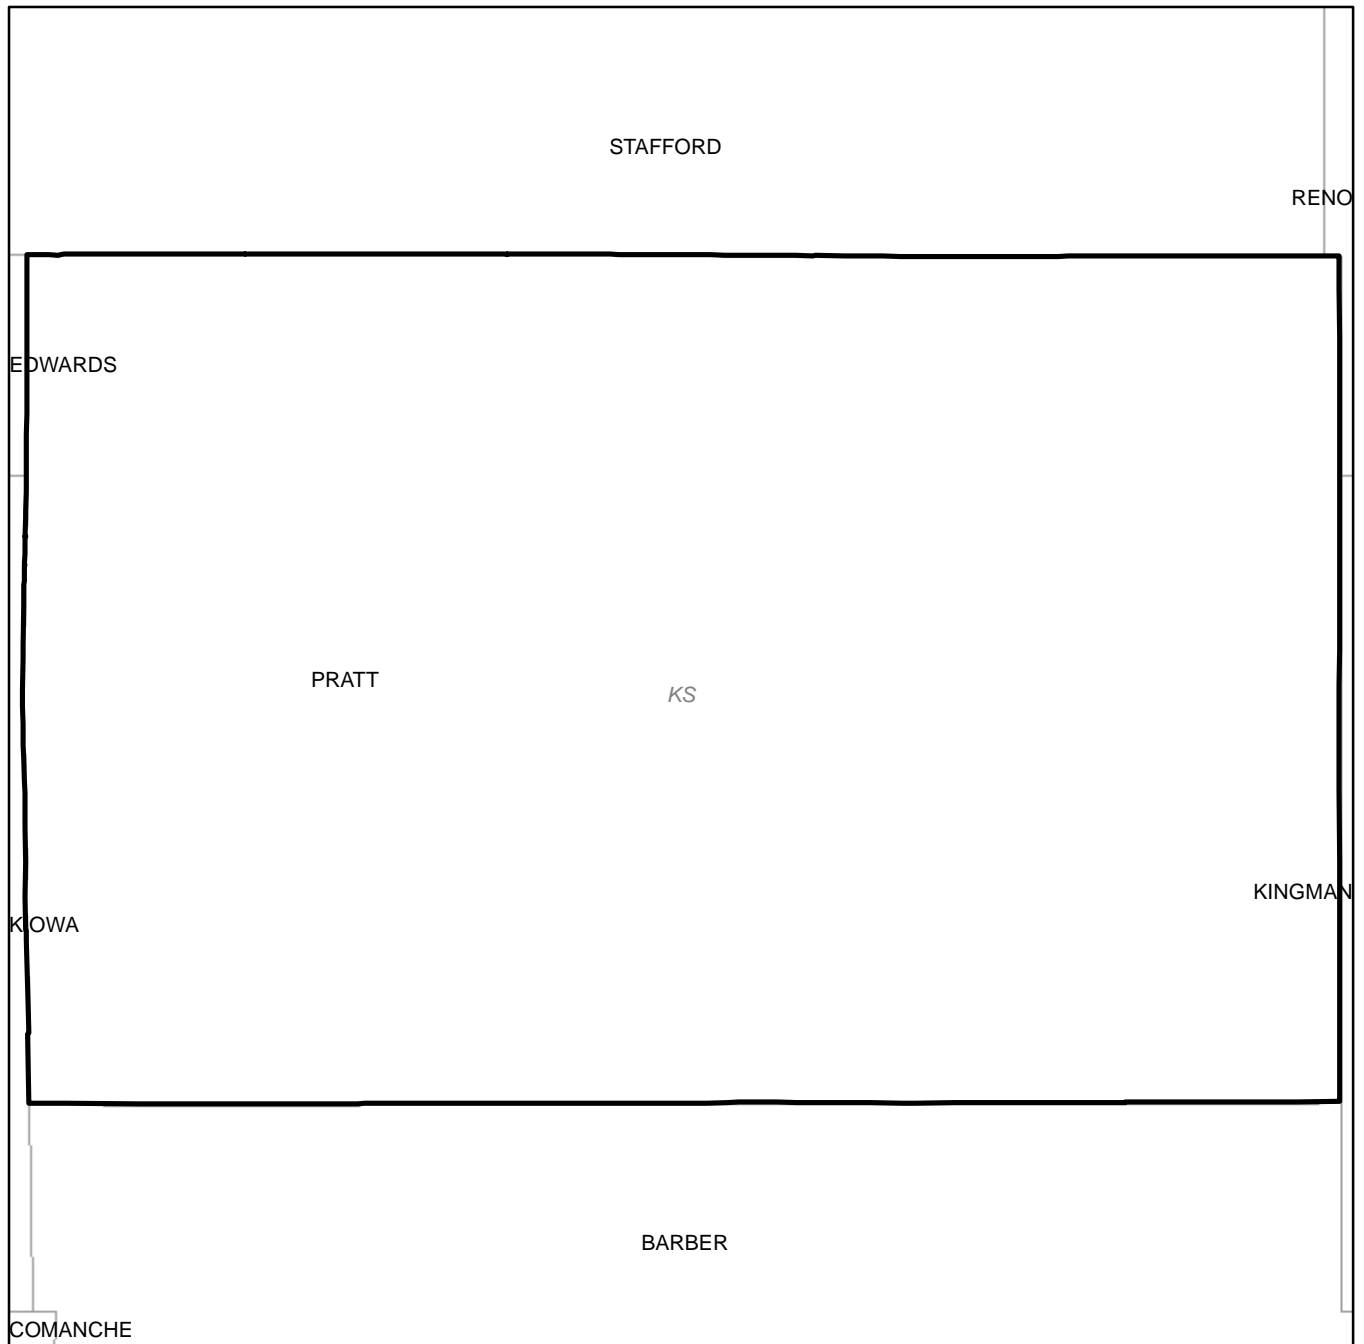 STAFFORD
RENO
EDWARDS
PRATT
KS
KINGMAN
KIOWA
BARBER
COMANCHE